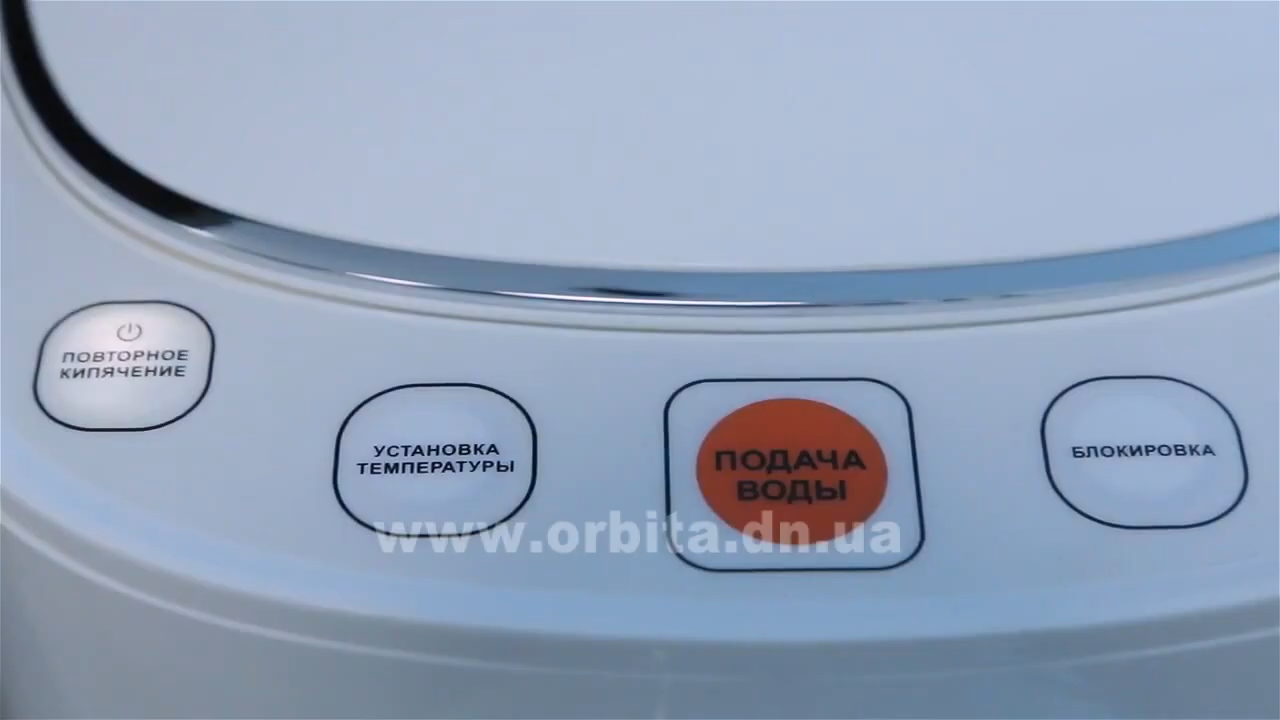 ПОВТОРНОЕ
КИПЯЧЕНИЕ
УСТАНОВКА
ТЕМПЕРАТУРЫ
ПОДАЧА
ВОДЫ
БЛОКИРОВКА
www.orbita.dn.ua